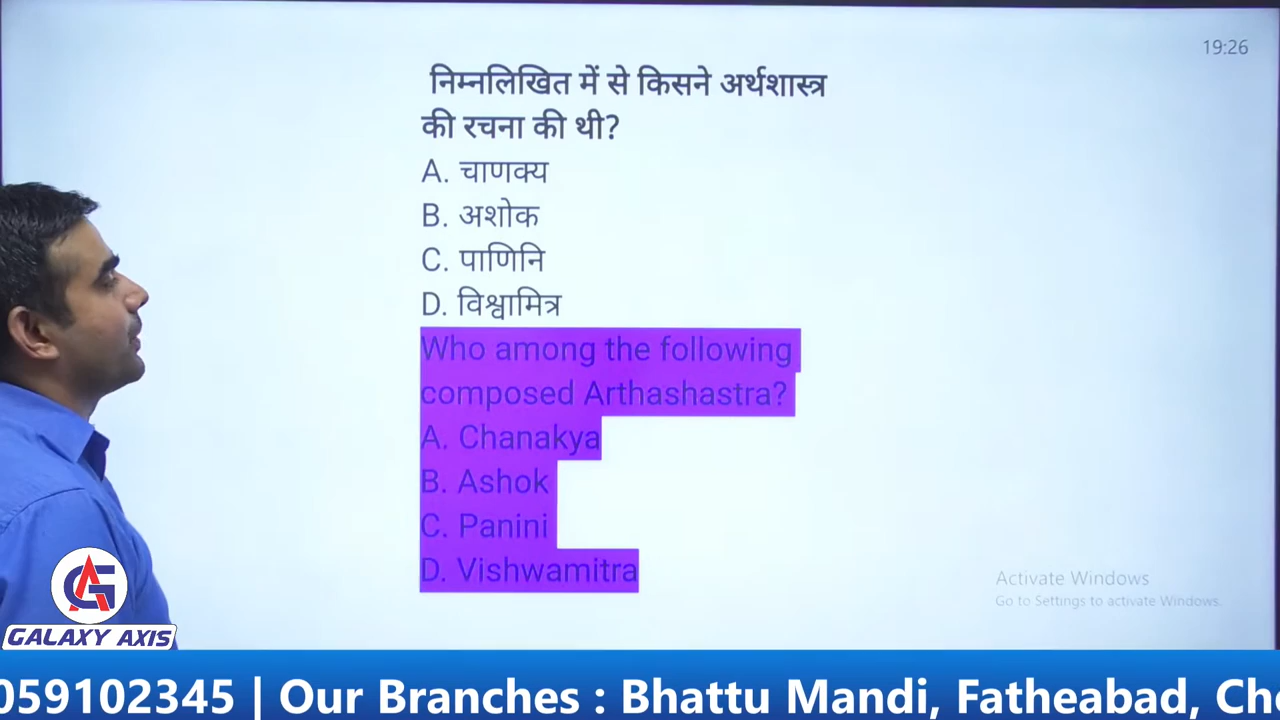 19:26
निम्नलिखित में से किसने अर्थशास्त्र
की रचना की थी?
A. चाणक्य
B. अशोक
C. पाणिनि
D. विश्वामित्र
Who among the following
composed Arthashastra?
A. Chanakya
B. Ashok
C. Panini
D. Vishwamitra
Activate Windows
Go to Settings to activate Windows.
GALAXY AXIS
059102345 | Our Branches : Bhattu Mandi, Fatheabad,